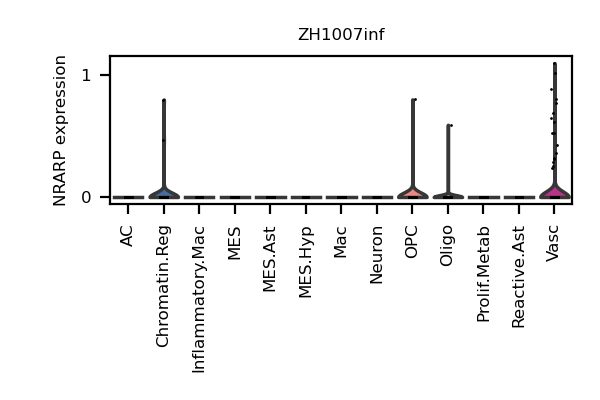 ZH1007inf
NRARP expression
1
0
AC
Chromatin.Reg
Inflammatory.Mac
MES
MES.Ast
MES.Hyp
Mac
Neuron
OPC
Oligo
Prolif.Metab
Reactive.Ast
Vasc